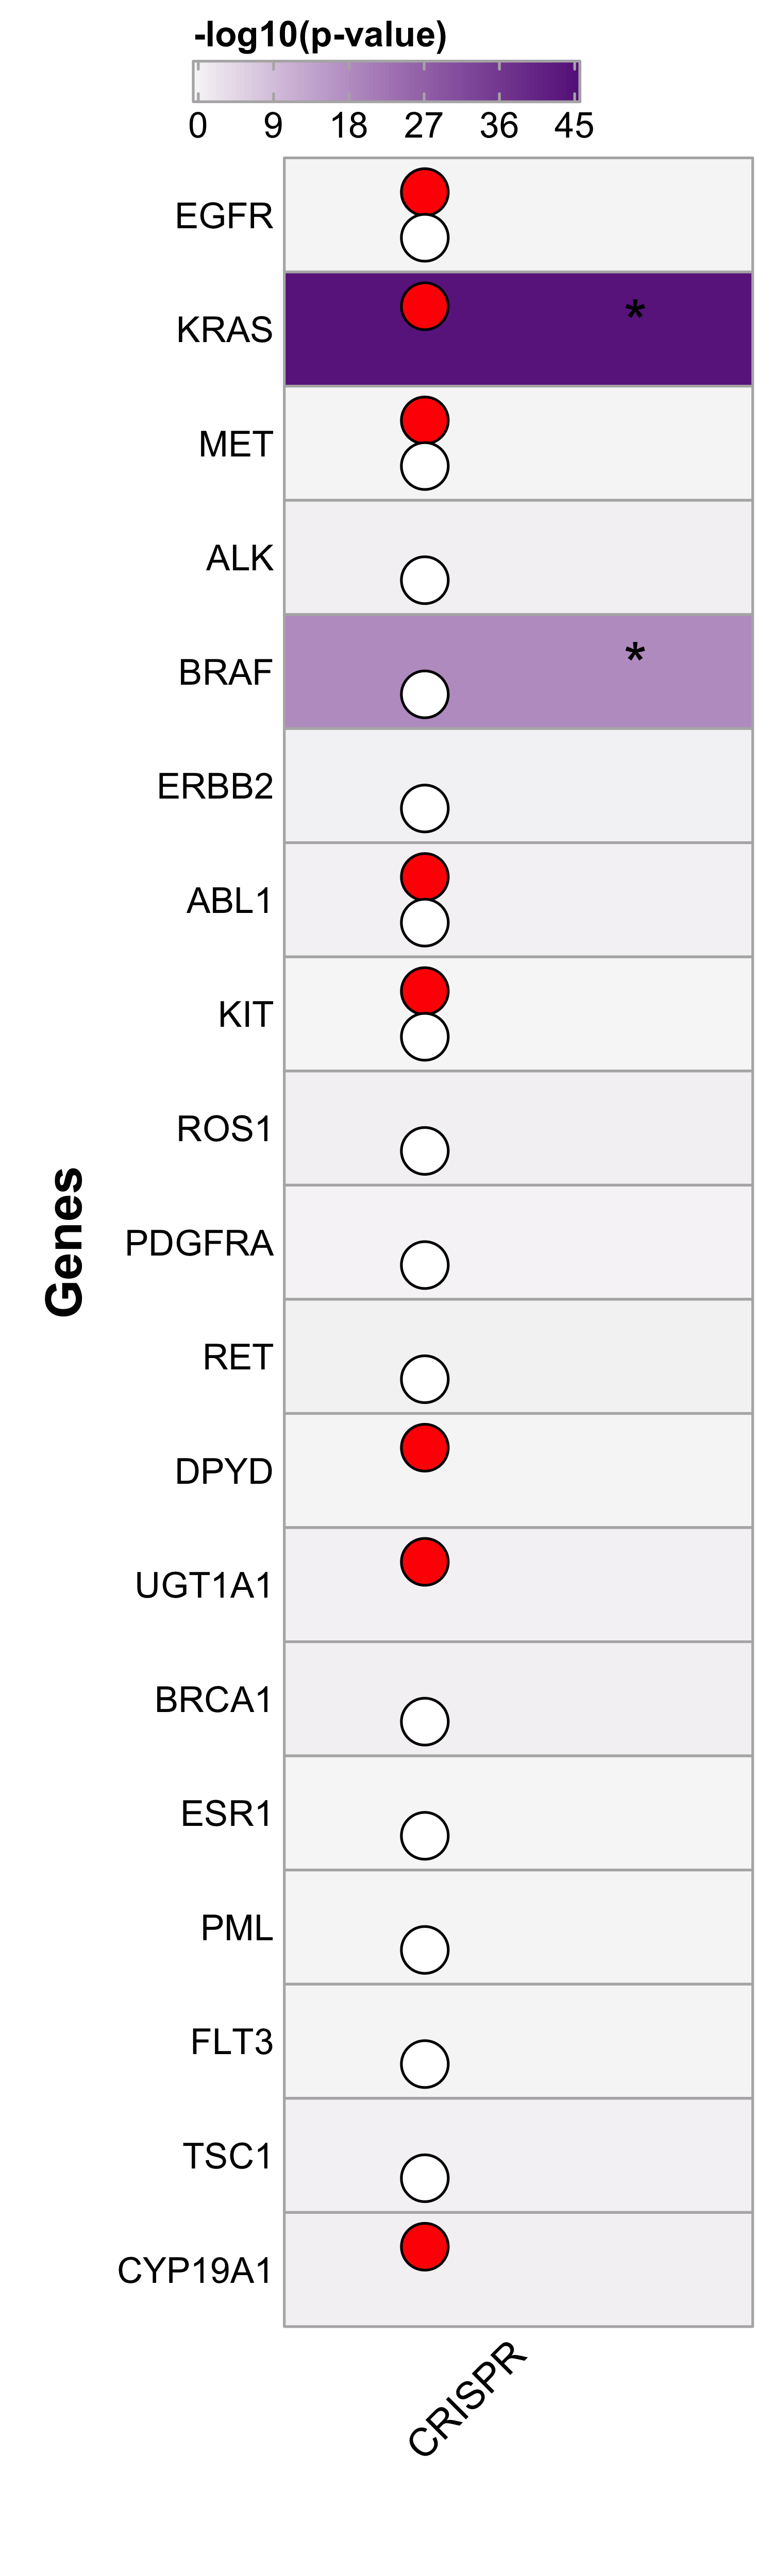 -log10(p-value)
0 9 18 27 36 45
EGFR
KRAS *
MET
ALK
BRAF *
ERBB2
ABL1
KIT
ROS1
PDGFRA
RET
DPYD
UGT1A1
BRCA1
ESR1
PML
FLT3
TSC1
CYP19A1
Genes
CRISPR